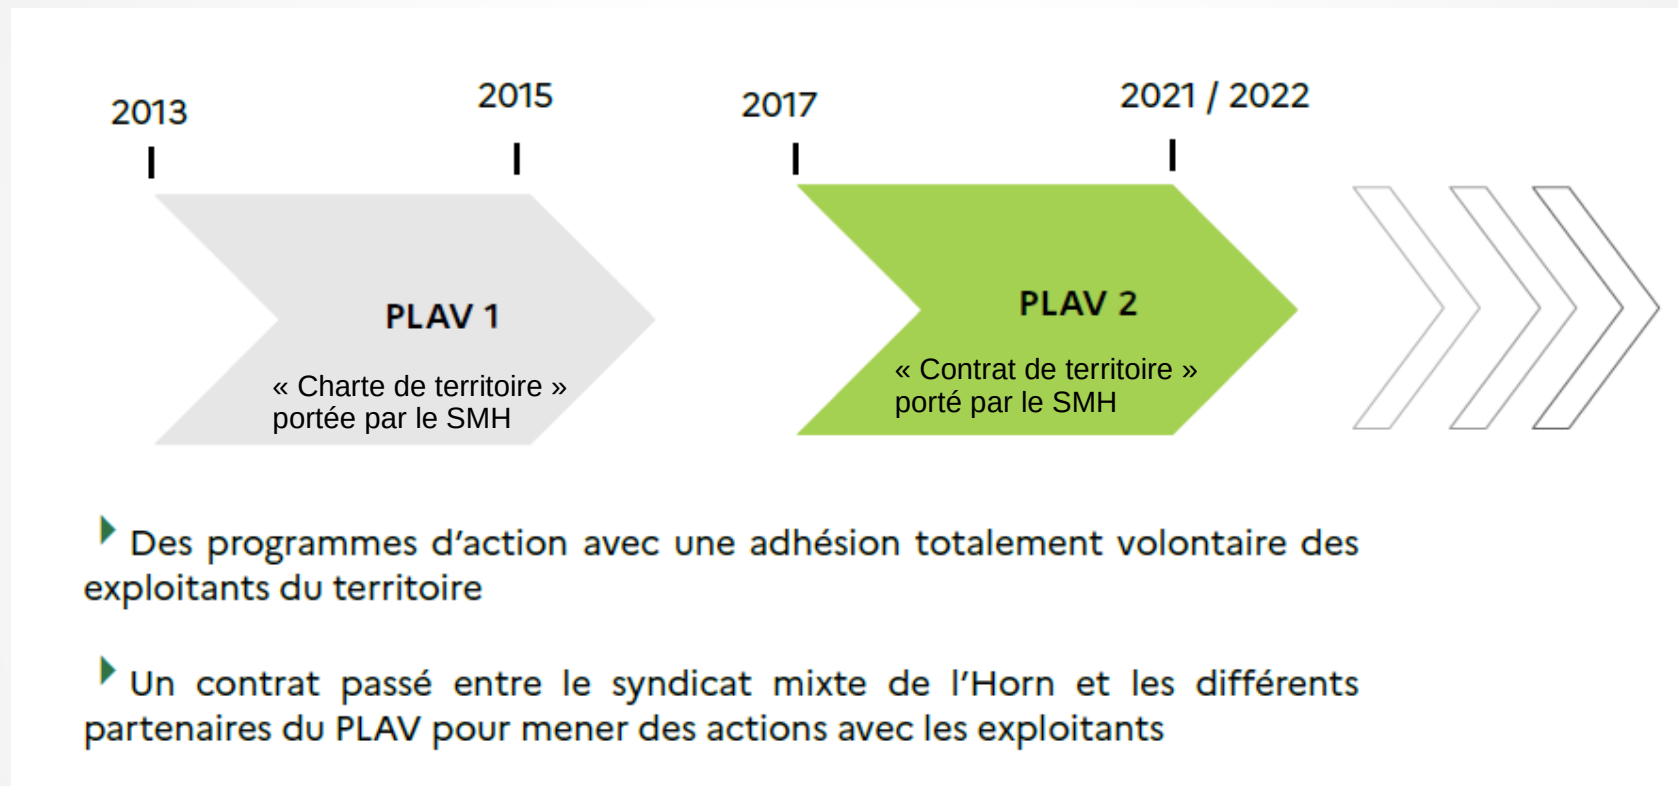 2013
2015
2017
2021 / 2022
PLAV 1
« Charte de territoire »
portée par le SMH
PLAV 2
« Contrat de territoire »
porté par le SMH
Des programmes d’action avec une adhésion totalement volontaire des
exploitants du territoire
Un contrat passé entre le syndicat mixte de l’Horn et les différents
partenaires du PLAV pour mener des actions avec les exploitants